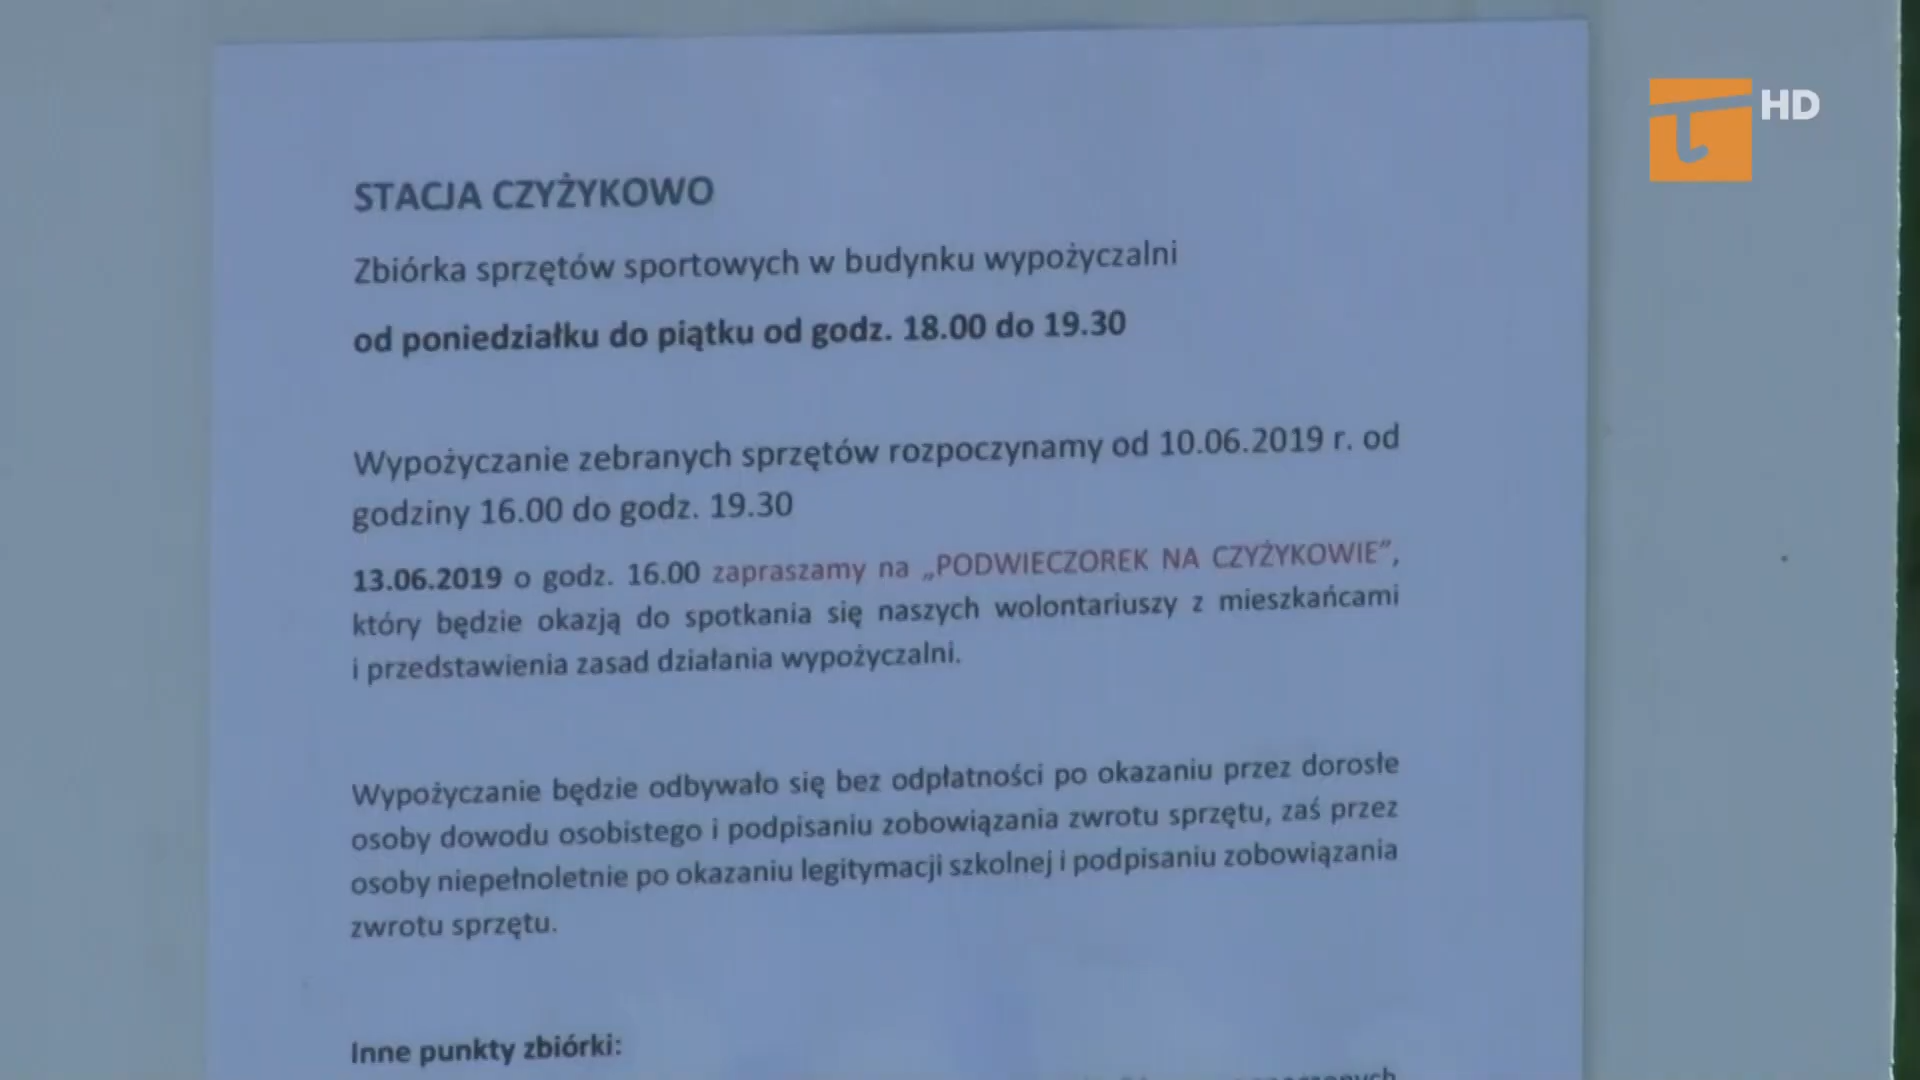 HD
STACJA CZYŻYKOWO
Zbiórka sprzętów sportowych w budynku wypożyczalni
od poniedziałku do piątku od godz. 18.00 do 19.30
Wypożyczanie zebranych sprzętów rozpoczynamy od 10.06.2019 r. od
godziny 16.00 do godz. 19.30
13.06.2019 o godz. 16.00 zapraszamy na „PODWIECZOREK NA CZYŻYKOWIE”,
który będzie okazją do spotkania się naszych wolontariuszy z mieszkańcami
i przedstawienia zasad działania wypożyczalni.
Wypożyczanie będzie odbywało się bez odpłatności po okazaniu przez dorosłe
osoby dowodu osobistego i podpisaniu zobowiązania zwrotu sprzętu, zaś przez
osoby niepełnoletnie po okazaniu legitymacji szkolnej i podpisaniu zobowiązania
zwrotu sprzętu.
Inne punkty zbiórki: